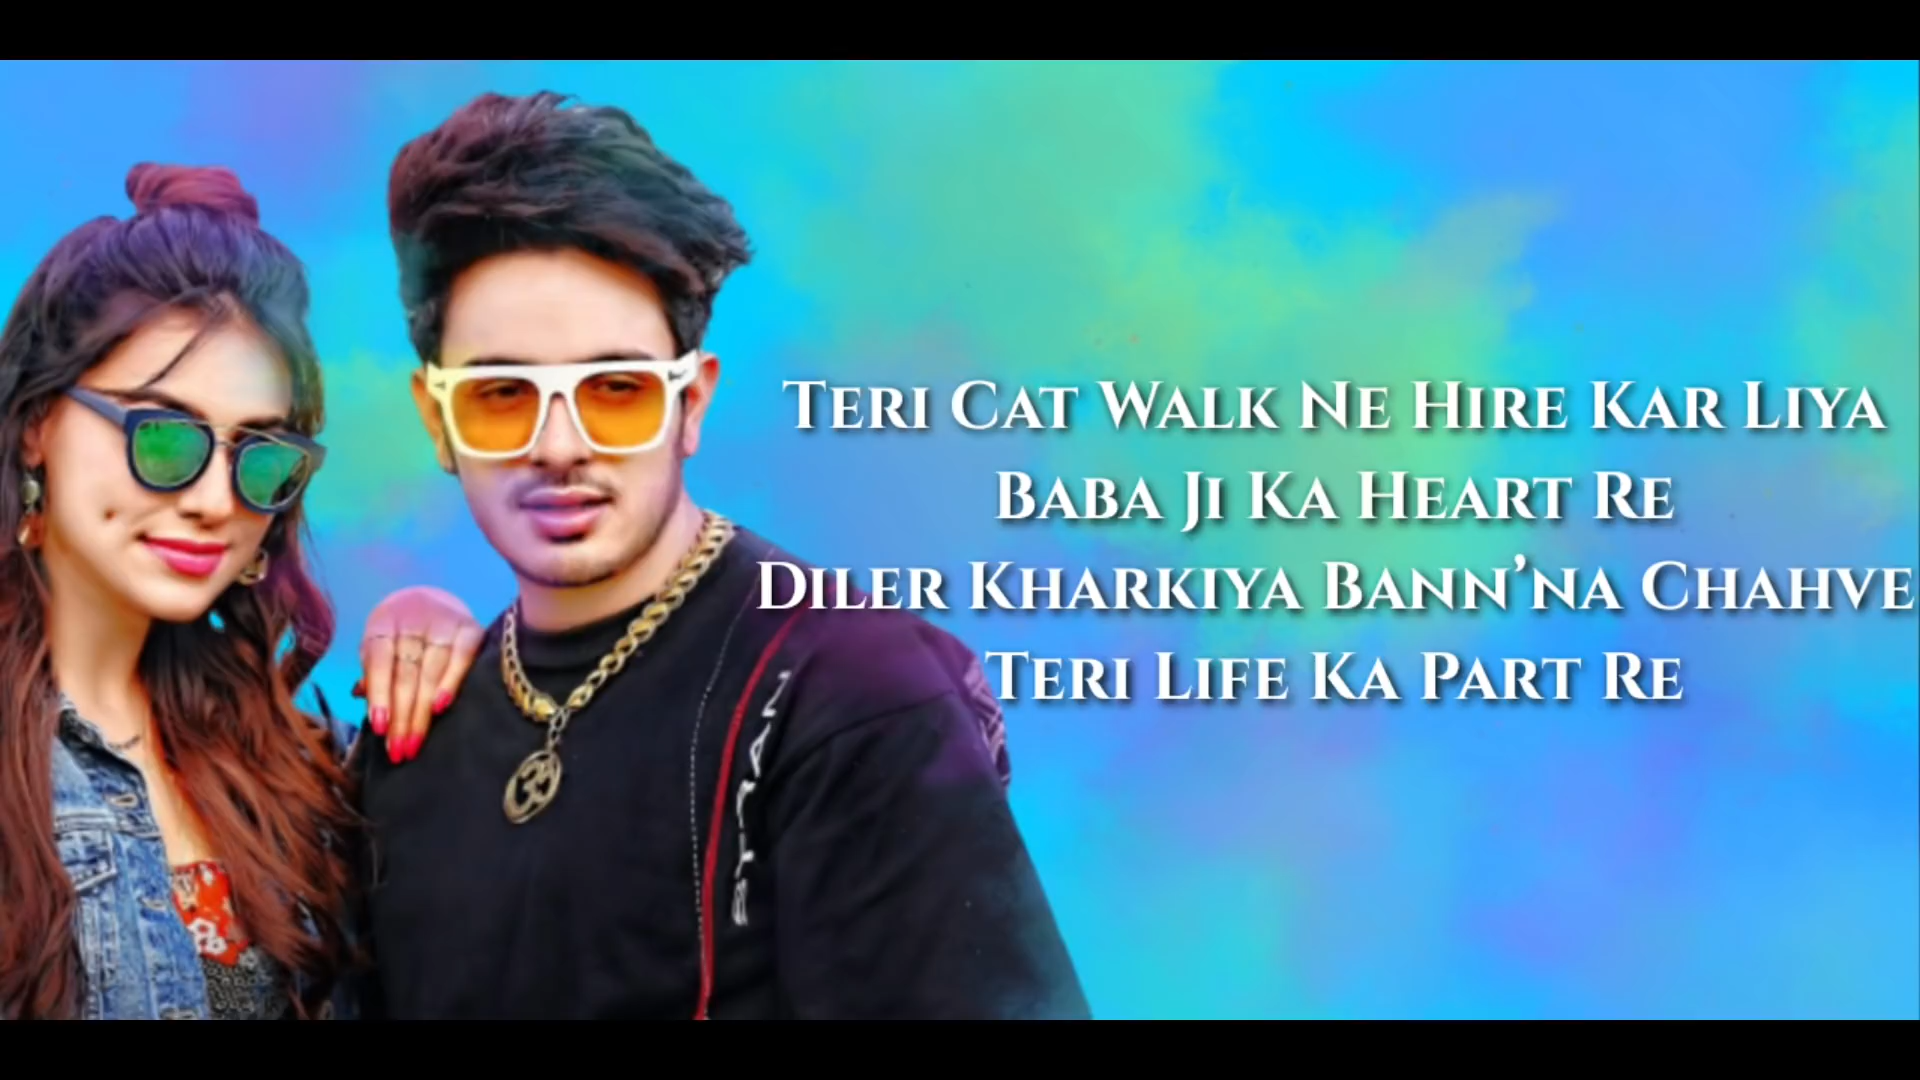 Teri Cat Walk Ne Hire Kar Liya
Baba Ji Ka Heart Re
Diler Kharkiya Bann'na Chahve
Teri Life Ka Part Re